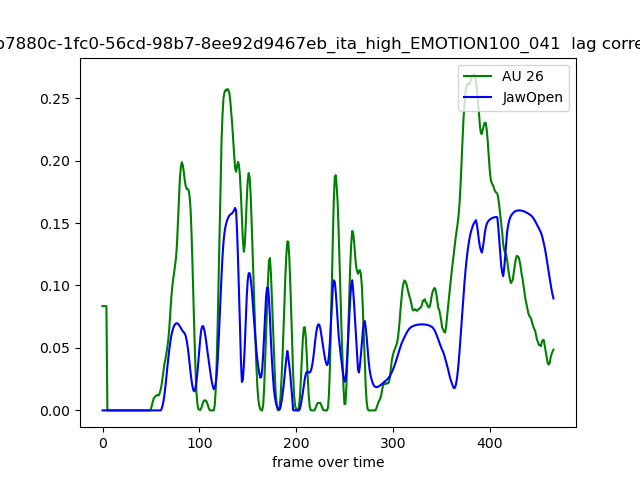 b7880c-1fc0-56cd-98b7-8ee92d9467eb_ita_high_EMOTION100_041 lag corre
AU 26
JawOpen
0.25
0.20
0.15
0.10
0.05
0.00
0 100 200 300 400
frame over time